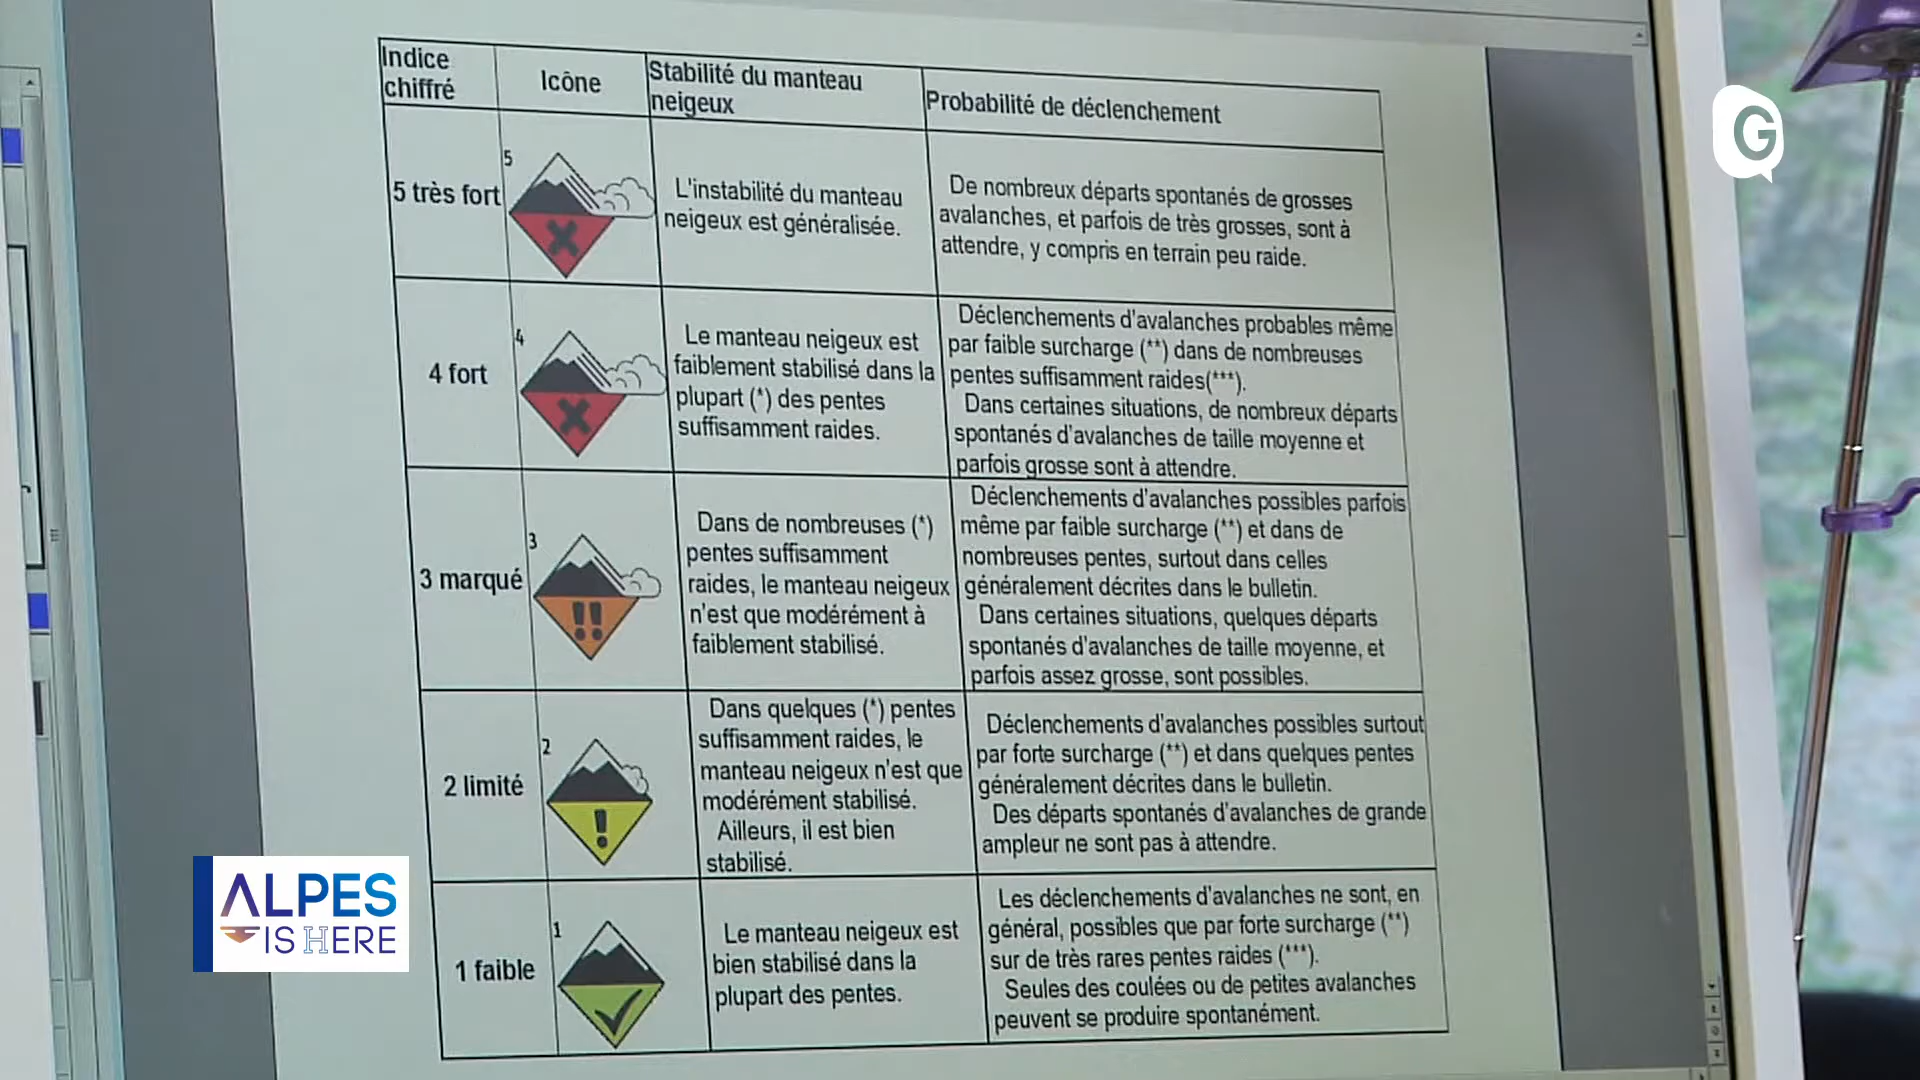 Indice
chiffré
Icône
Stabilité du manteau
neigeux
Probabilité de déclenchement
5 très fort
5
L'instabilité du manteau
neigeux est généralisée.
De nombreux départs spontanés de grosses
avalanches, et parfois de très grosses, sont à
attendre, y compris en terrain peu raide.
4 fort
4
Le manteau neigeux est
faiblement stabilisé dans la
plupart (*) des pentes
suffisamment raides.
Déclenchements d'avalanches probables même
par faible surcharge (**) dans de nombreuses
pentes suffisamment raides(***).
Dans certaines situations, de nombreux départs
spontanés d'avalanches de taille moyenne et
parfois grosse sont à attendre.
3 marqué
3
!!
Dans de nombreuses (*)
pentes suffisamment
raides, le manteau neigeux
n'est que modérément à
faiblement stabilisé.
Déclenchements d'avalanches possibles parfois
même par faible surcharge (**) et dans de
nombreuses pentes, surtout dans celles
généralement décrites dans le bulletin.
Dans certaines situations, quelques départs
spontanés d'avalanches de taille moyenne, et
parfois assez grosse, sont possibles.
2 limité
2
!
Dans quelques (*) pentes
suffisamment raides, le
manteau neigeux n'est que
modérément stabilisé.
Ailleurs, il est bien
stabilisé.
Déclenchements d'avalanches possibles surtout
par forte surcharge (**) et dans quelques pentes
généralement décrites dans le bulletin.
Des départs spontanés d'avalanches de grande
ampleur ne sont pas à attendre.
1 faible
1
Le manteau neigeux est
bien stabilisé dans la
plupart des pentes.
Les déclenchements d'avalanches ne sont, en
général, possibles que par forte surcharge (**)
sur de très rares pentes raides (***).
Seules des coulées ou de petites avalanches
peuvent se produire spontanément.
G
ALPES
IS HERE